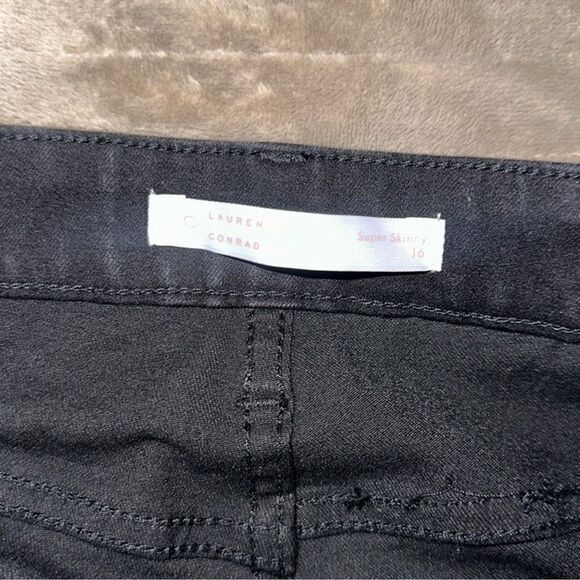 LAUREN
CONRAD
Super Skinny
16